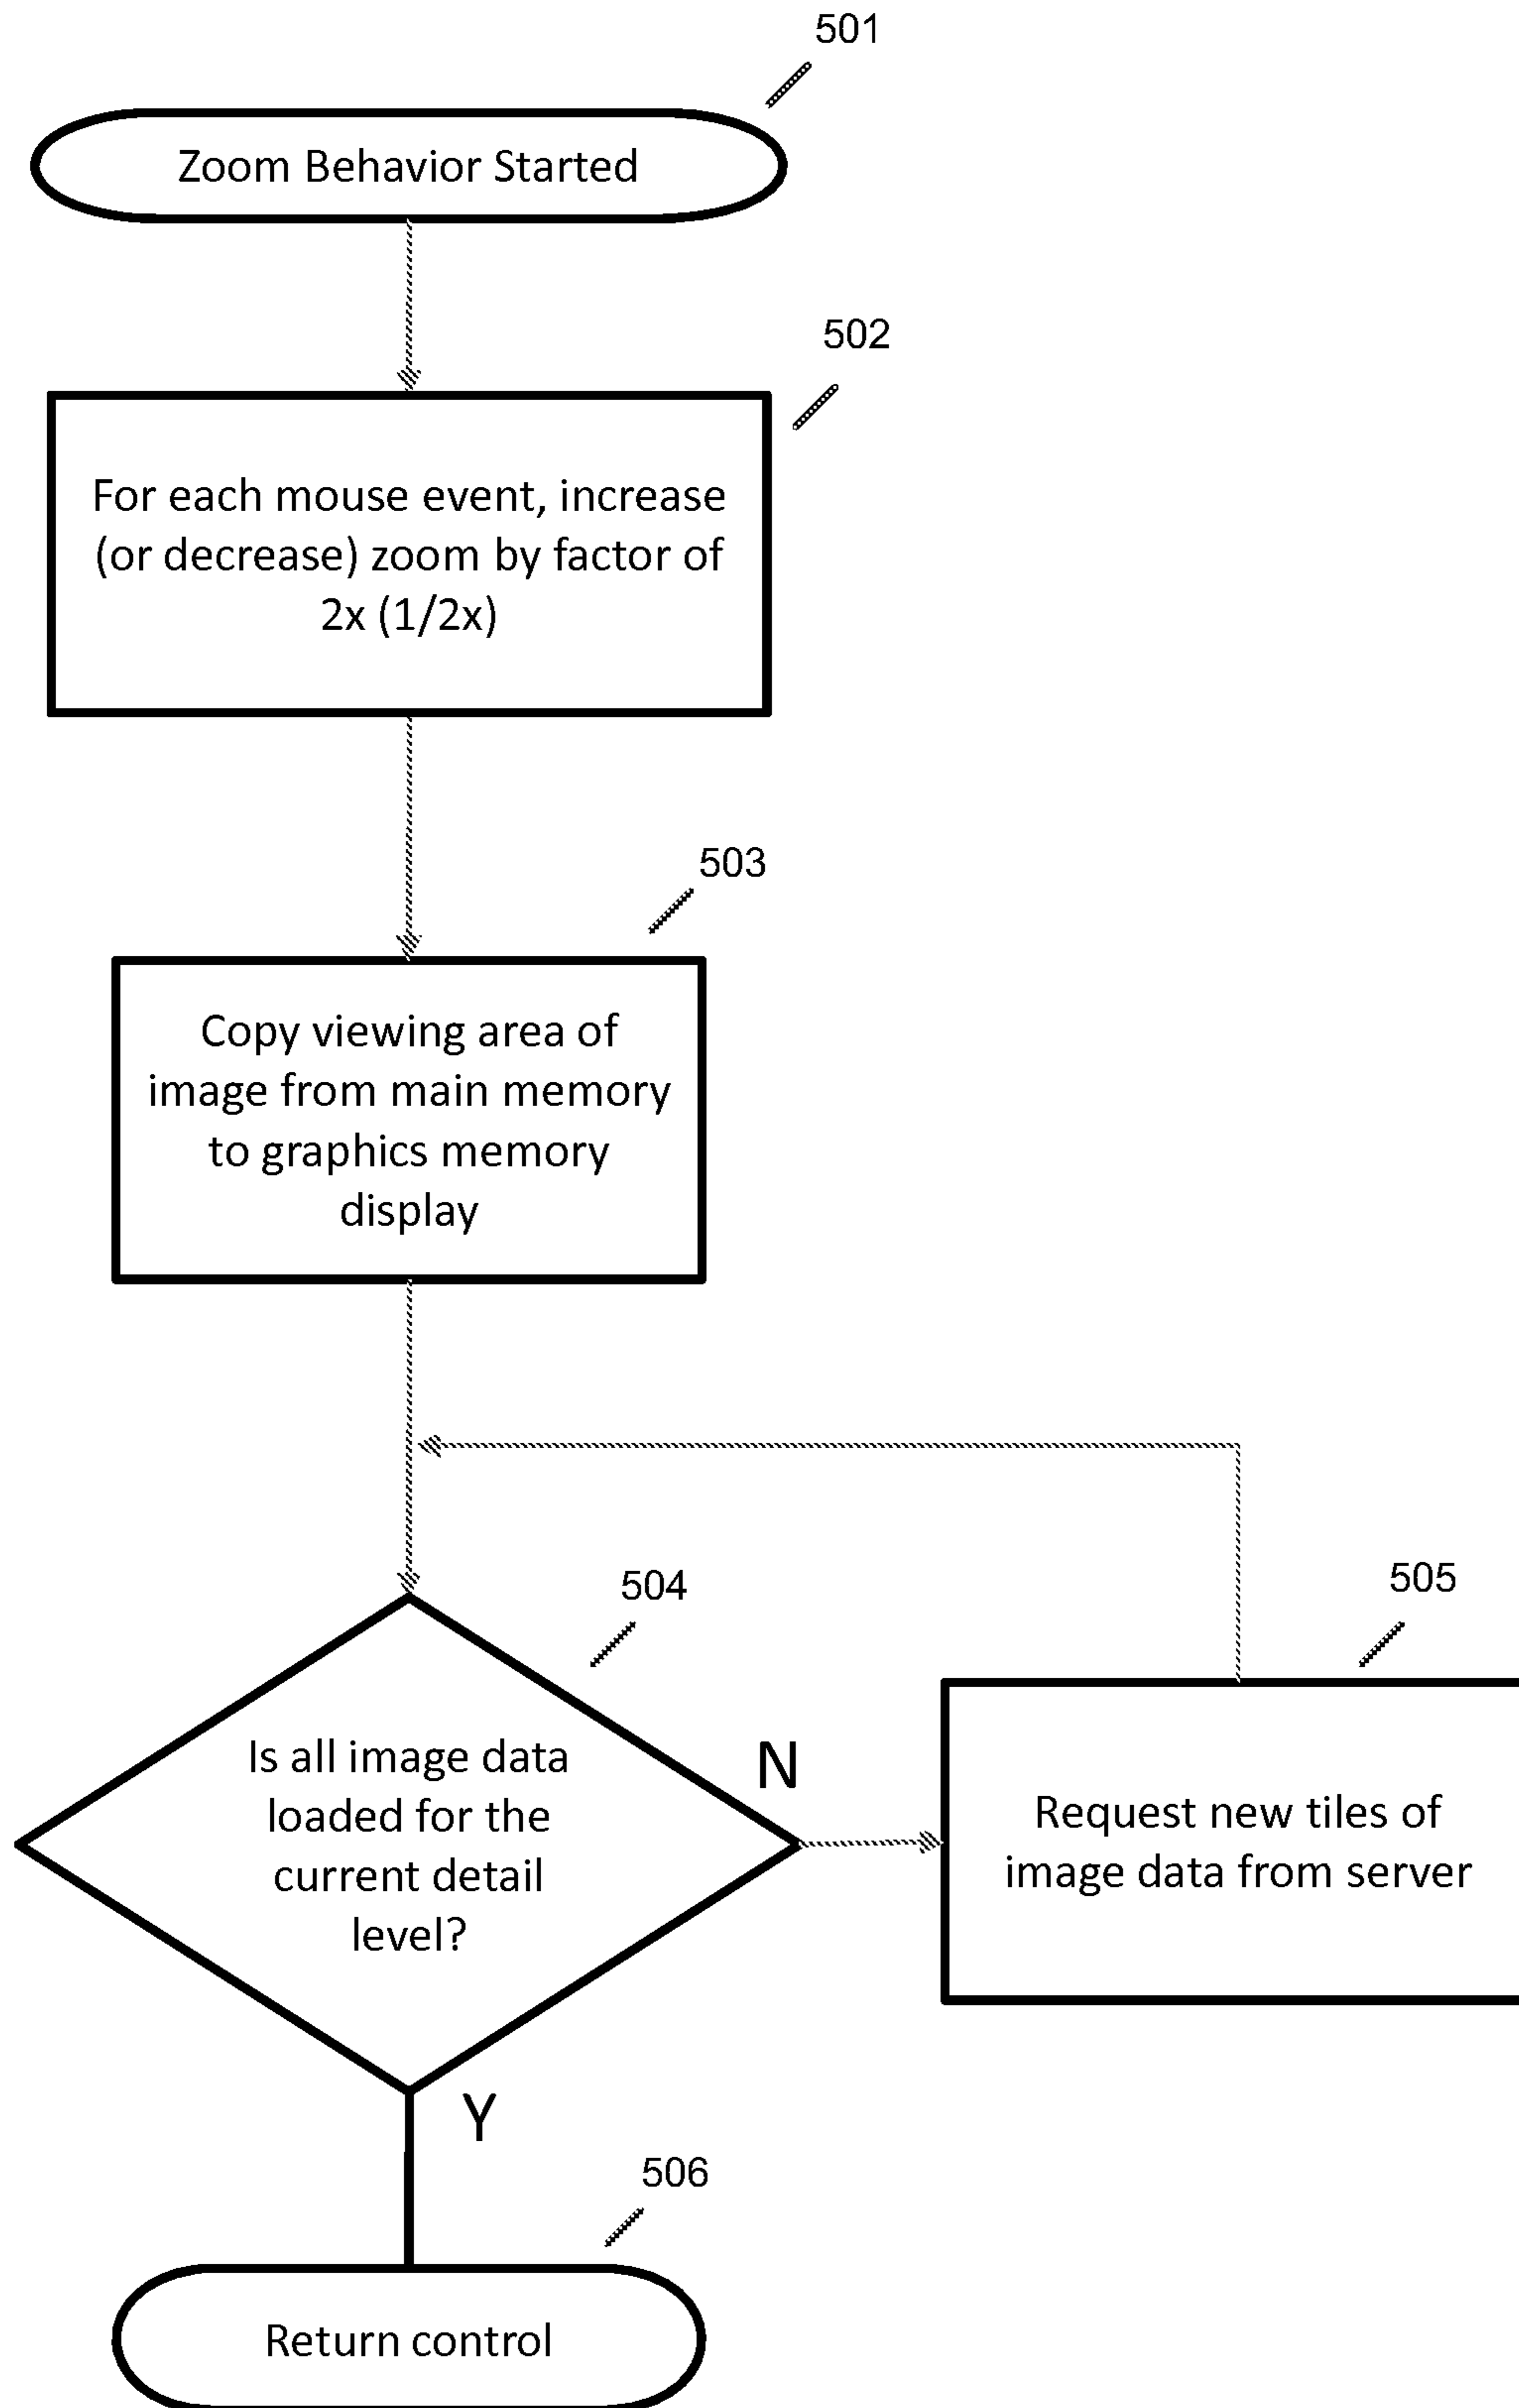 501
Zoom Behavior Started
502
For each mouse event, increase
(or decrease) zoom by factor of
2x (1/2x)
503
Copy viewing area of
image from main memory
to graphics memory
display
504
505
Is all image data
loaded for the
current detail
level?
N
Request new tiles of
image data from server
Y
506
Return control